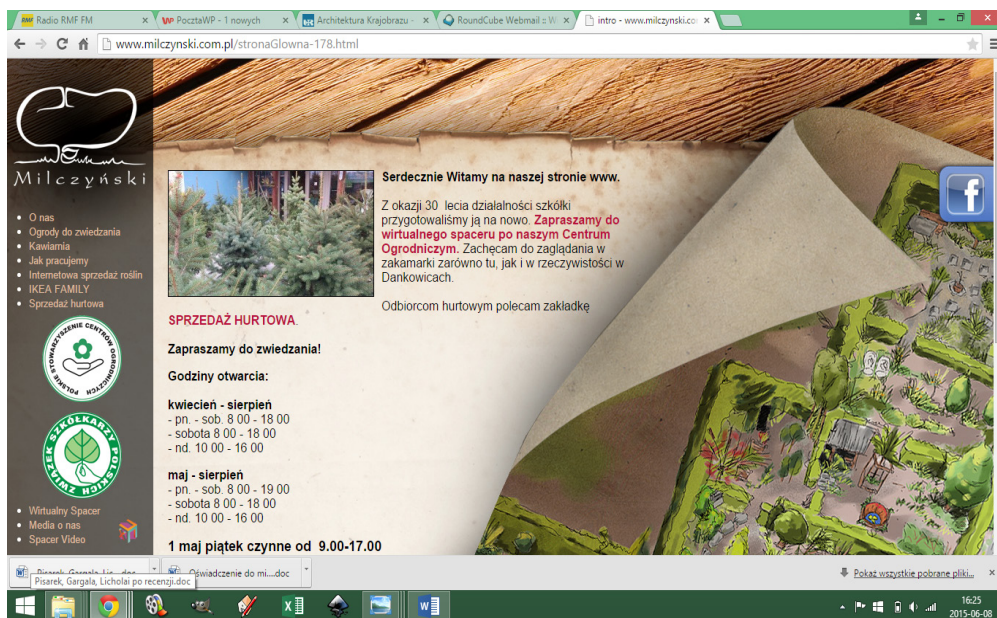 Radio RMF FM
PocztaWP - 1 nowych
Architektura Krajobrazu -
RoundCube Webmail :: W
intro - www.milczynski.co
www.milczynski.com.pl/stronaGlowna-178.html
Milczyński
O nas
Ogrody do zwiedzania
Kawiarnia
Jak pracujemy
Internetowa sprzedaż roślin
IKEA FAMILY
Sprzedaż hurtowa
POLSKIE STOWARZYSZENIE CENTRÓW OGRODNICZYCH
ZWIĄZEK SZKÓŁKARZY POLSKICH
Wirtualny Spacer
Media o nas
Spacer Video
Serdecznie Witamy na naszej stronie www.
Z okazji 30 lecia działalności szkółki
przygotowaliśmy ją na nowo. Zapraszamy do
wirtualnego spaceru po naszym Centrum
Ogrodniczym. Zachęcam do zaglądania w
zakamarki zarówno tu, jak i w rzeczywistości w
Dankowicach.
Odbiorcom hurtowym polecam zakładkę
SPRZEDAŻ HURTOWA.
Zapraszamy do zwiedzania!
Godziny otwarcia:
kwiecień - sierpień
- pn. - sob. 8 00 - 18 00
- sobota 8 00 - 18 00
- nd. 10 00 - 16 00
maj - sierpień
- pn. - sob. 8 00 - 19 00
- sobota 8 00 - 18 00
- nd. 10 00 - 16 00
1 maj piątek czynne od 9.00-17.00
f
Pisarek, Gargala, Lic....doc
Oświadczenie do mi....doc
Pokaż wszystkie pobrane pliki...
Pisarek, Gargala, Licholai po recenzji.doc
16:25
2015-06-08